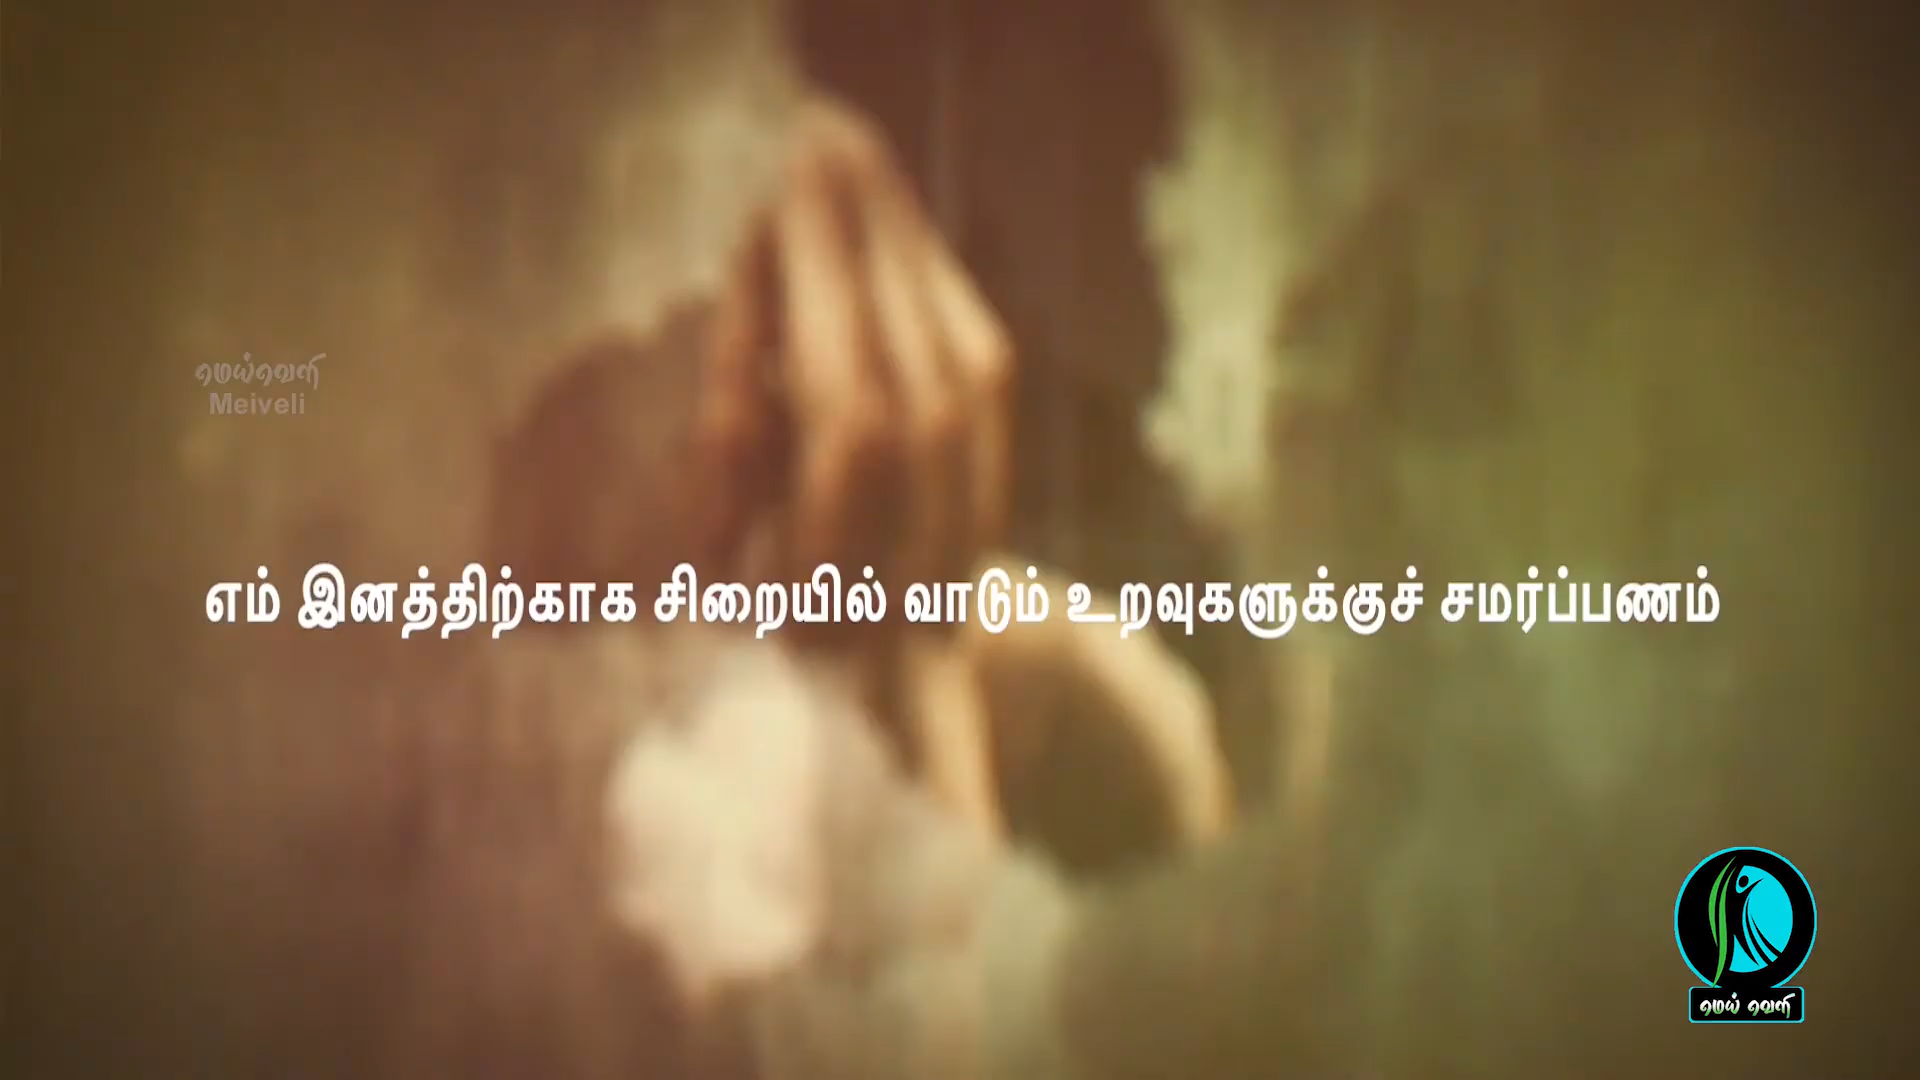 மெய்வெளி
Meiveli
எம் இனத்திற்காக சிறையில் வாடும் உறவுகளுக்குச் சமர்ப்பணம்
மெய் வெளி